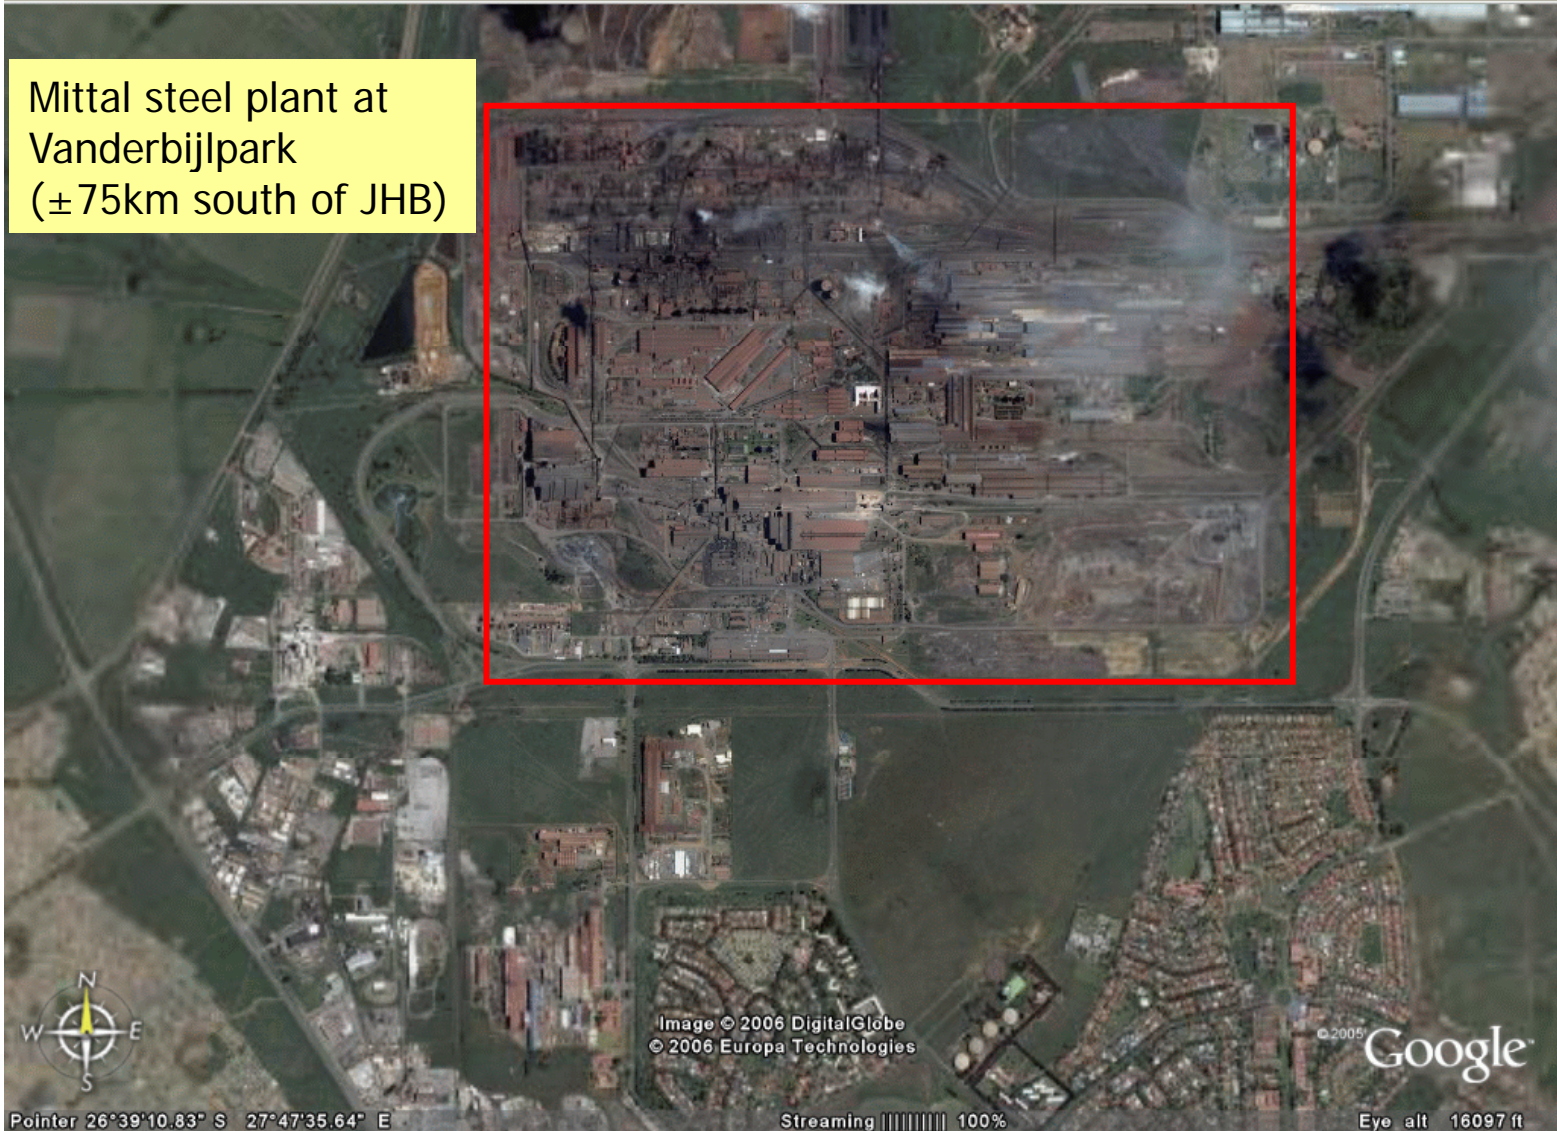 Mittal steel plant at
Vanderbijlpark
(±75km south of JHB)
N
W E
S
Image © 2006 DigitalGlobe
© 2006 Europa Technologies
© 2005 Google™
Pointer 26°39'10.83" S 27°47'35.64" E
Streaming |||||||||| 100%
Eye alt 16097 ft